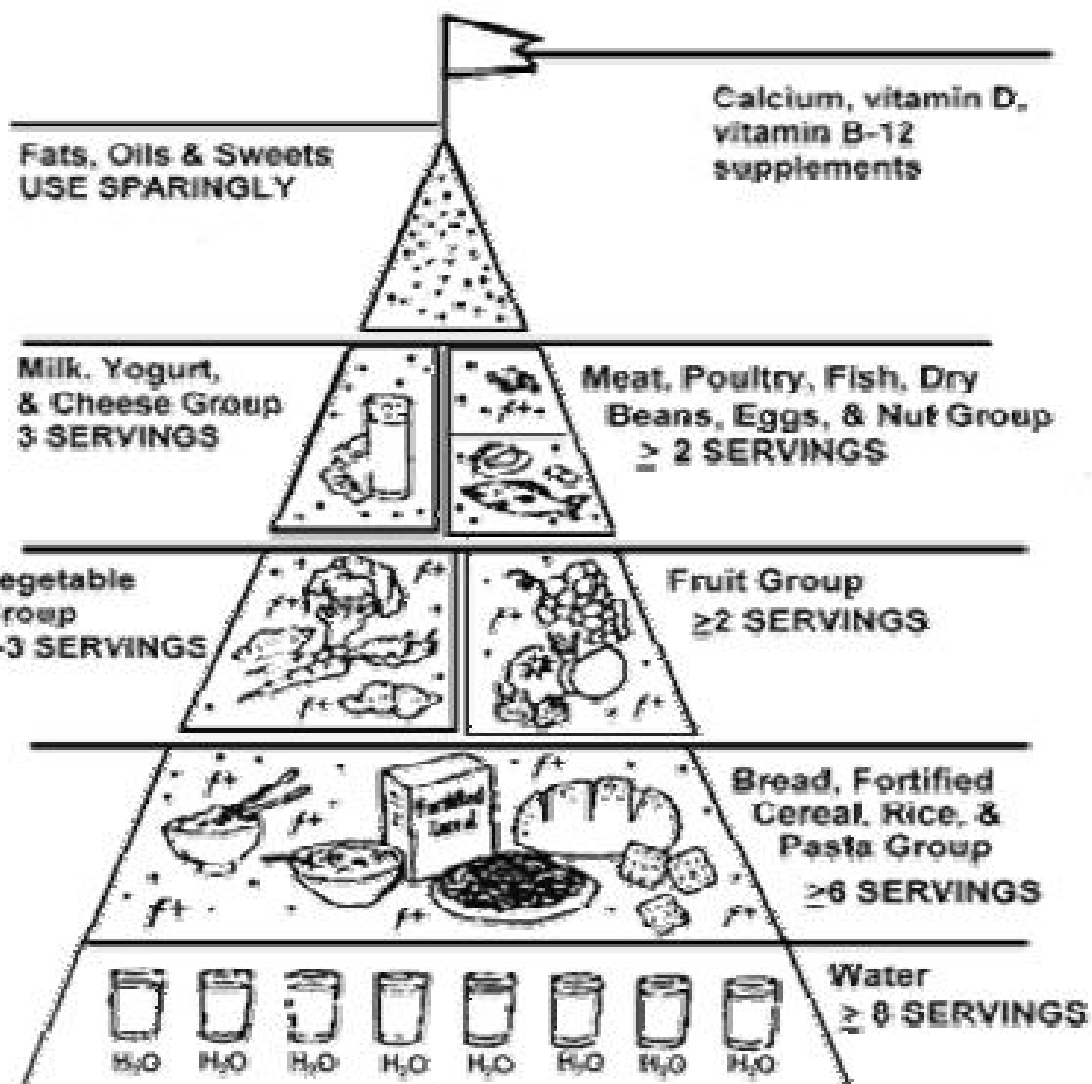 Calcium, vitamin D,
vitamin B-12
supplements
Fats, Oils & Sweets
USE SPARINGLY
Milk, Yogurt,
& Cheese Group
3 SERVINGS
Meat, Poultry, Fish, Dry
Beans, Eggs, & Nut Group
≥ 2 SERVINGS
f+
egetable
roup
-3 SERVINGS
f+
f+
f+
Fruit Group
≥2 SERVINGS
f+
f+
Bread, Fortified
Cereal, Rice, &
Pasta Group
≥6 SERVINGS
Fortified
f+
f+
f+
f+
f+
f+
Water
≥ 8 SERVINGS
H₂O H₂O H₂O H₂O H₂O H₂O H₂O H₂O